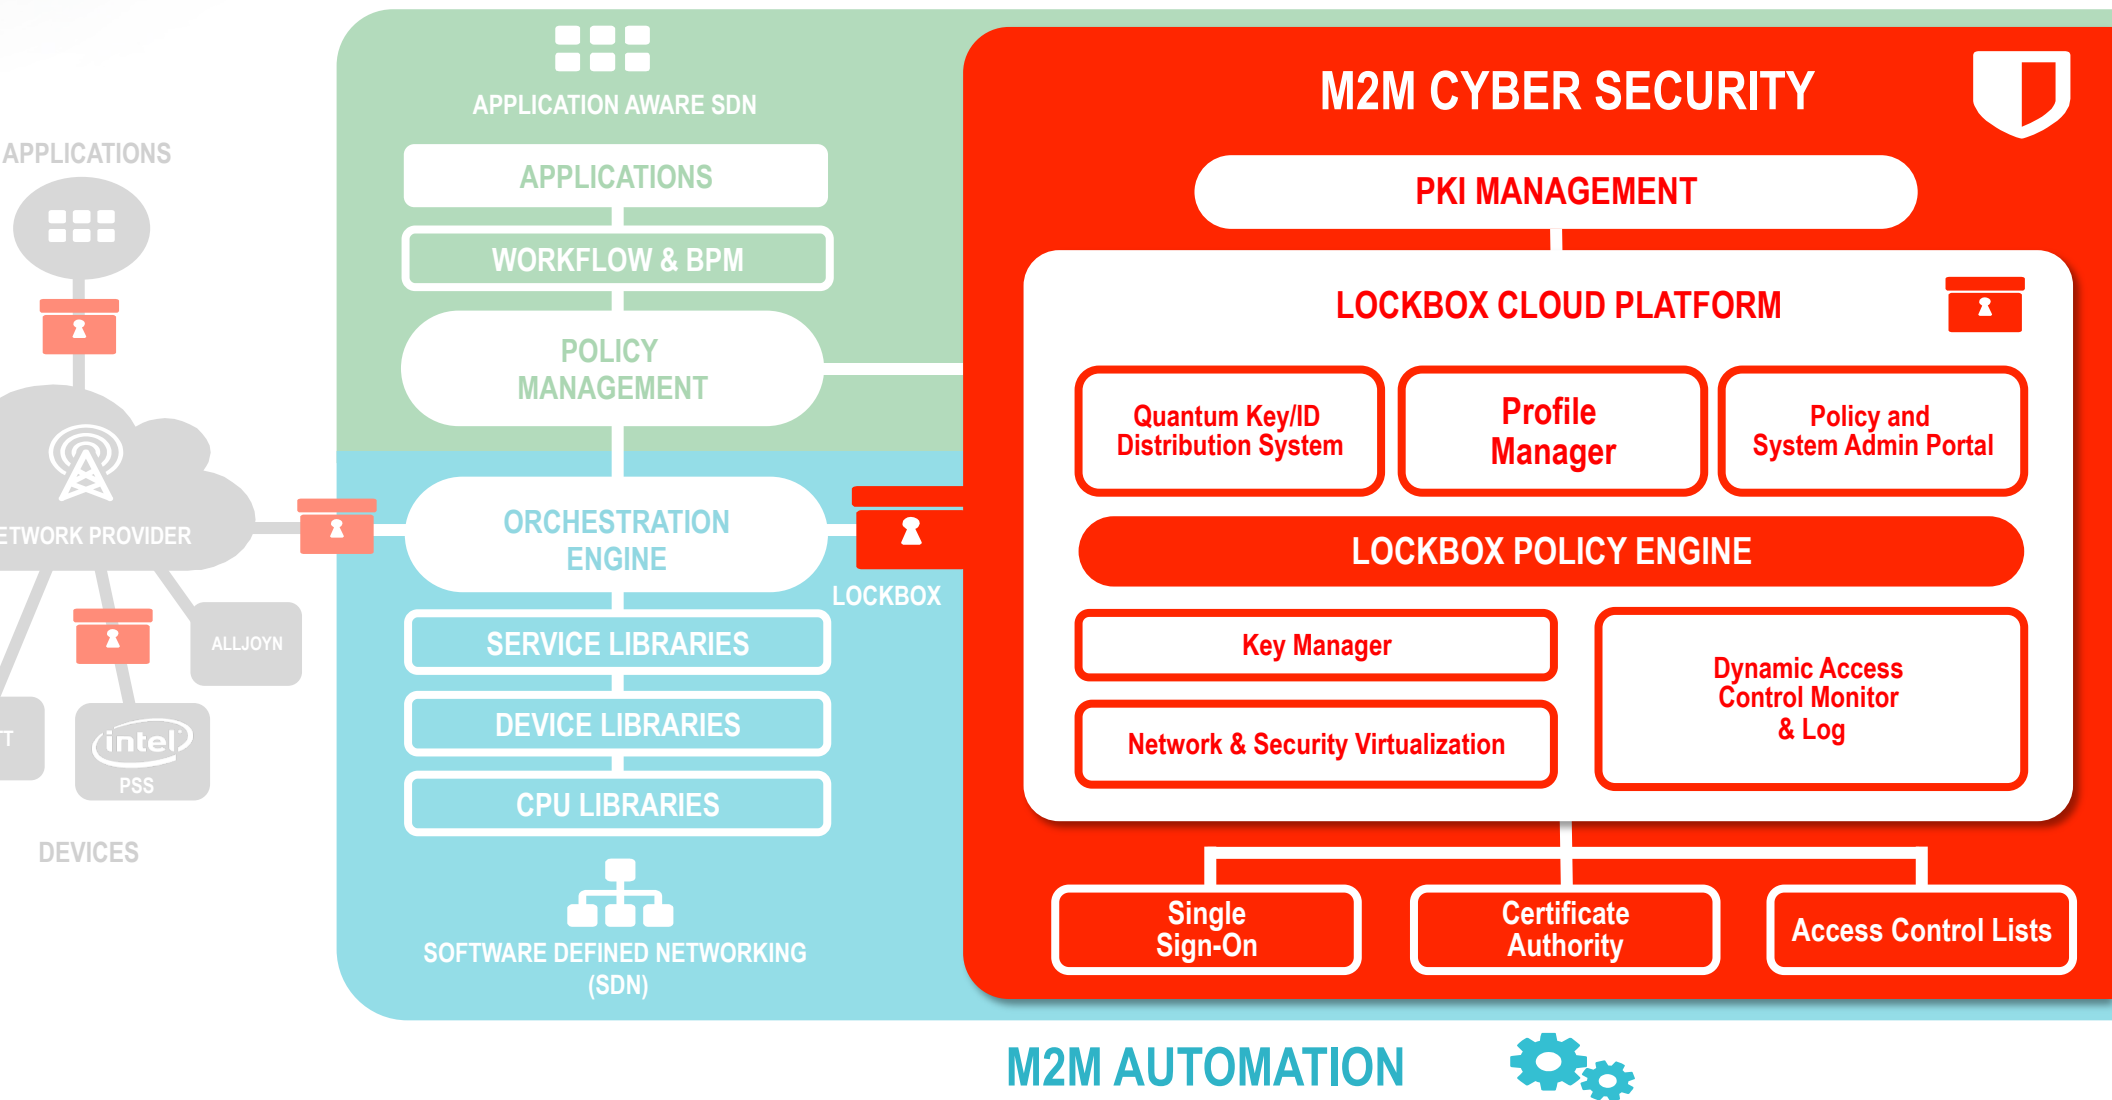 APPLICATIONS
NETWORK PROVIDER
ALLJOYN
TT
intel
PSS
DEVICES
APPLICATION AWARE SDN
APPLICATIONS
WORKFLOW & BPM
POLICY
MANAGEMENT
ORCHESTRATION
ENGINE
LOCKBOX
SERVICE LIBRARIES
DEVICE LIBRARIES
CPU LIBRARIES
SOFTWARE DEFINED NETWORKING
(SDN)
M2M CYBER SECURITY
PKI MANAGEMENT
LOCKBOX CLOUD PLATFORM
Quantum Key/ID
Distribution System
Profile
Manager
Policy and
System Admin Portal
LOCKBOX POLICY ENGINE
Key Manager
Network & Security Virtualization
Dynamic Access
Control Monitor
& Log
Single
Sign-On
Certificate
Authority
Access Control Lists
M2M AUTOMATION